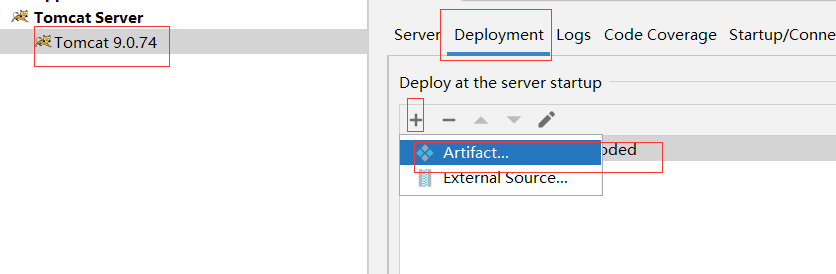 Tomcat Server
Tomcat 9.0.74
Server Deployment Logs Code Coverage Startup/Conne
Deploy at the server startup
Artifact... oded
External Source...